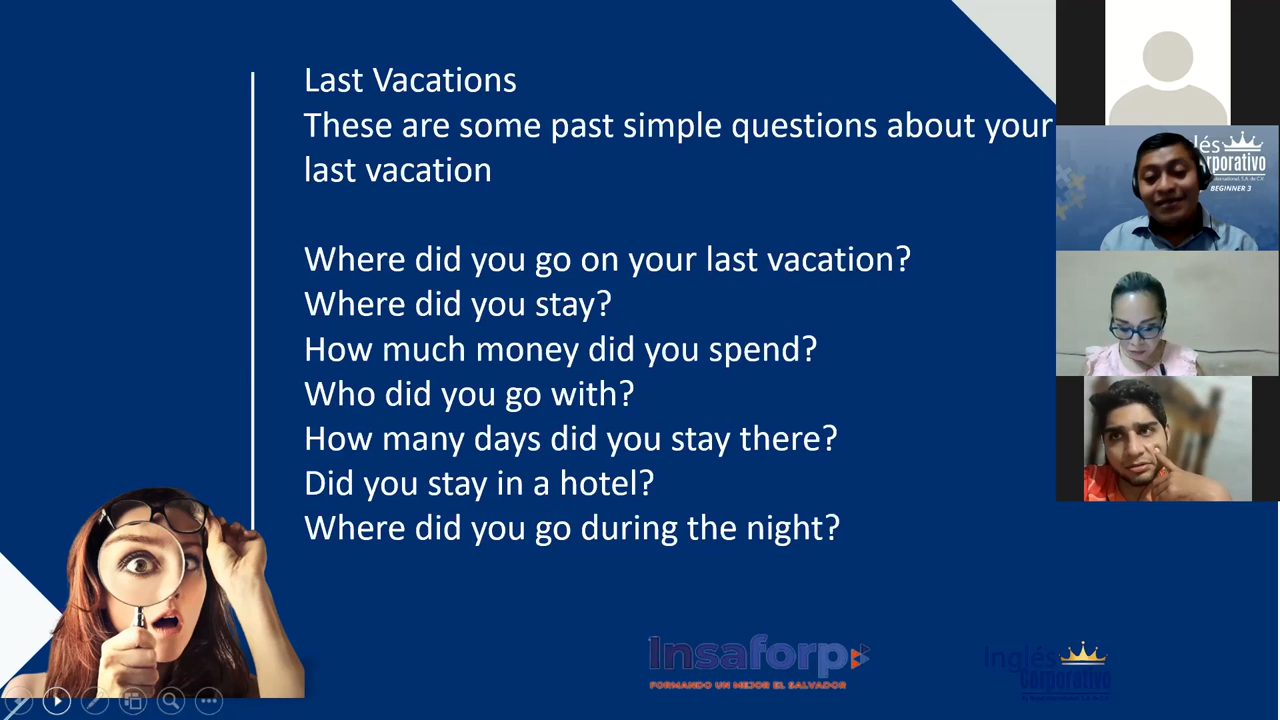 Last Vacations
These are some past simple questions about your
last vacation
Where did you go on your last vacation?
Where did you stay?
How much money did you spend?
Who did you go with?
How many days did you stay there?
Did you stay in a hotel?
Where did you go during the night?
lés
rporativo
BEGINNER 3
Insaforp
FORMANDO UN MEJOR EL SALVADOR
Inglés
Corporativo